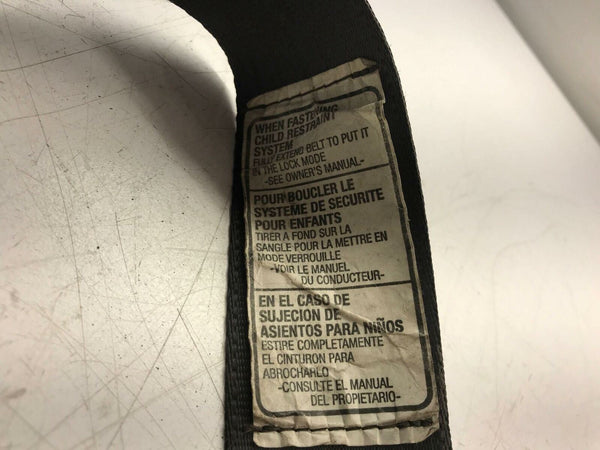 WHEN FASTENING
CHILD RESTRAINT
SYSTEM
FULLY EXTEND BELT TO PUT IT
IN THE LOCK MODE
-SEE OWNER'S MANUAL-
POUR BOUCLER LE
SYSTEME DE SECURITE
POUR ENFANTS
TIRER A FOND SUR LA
SANGLE POUR LA METTRE EN
MODE VERROUILLE
-VOIR LE MANUEL
DU CONDUCTEUR-
EN EL CASO DE
SUJECION DE
ASIENTOS PARA NIÑOS
ESTIRE COMPLETAMENTE
EL CINTURON PARA
ABROCHARLO
-CONSULTE EL MANUAL
DEL PROPIETARIO-